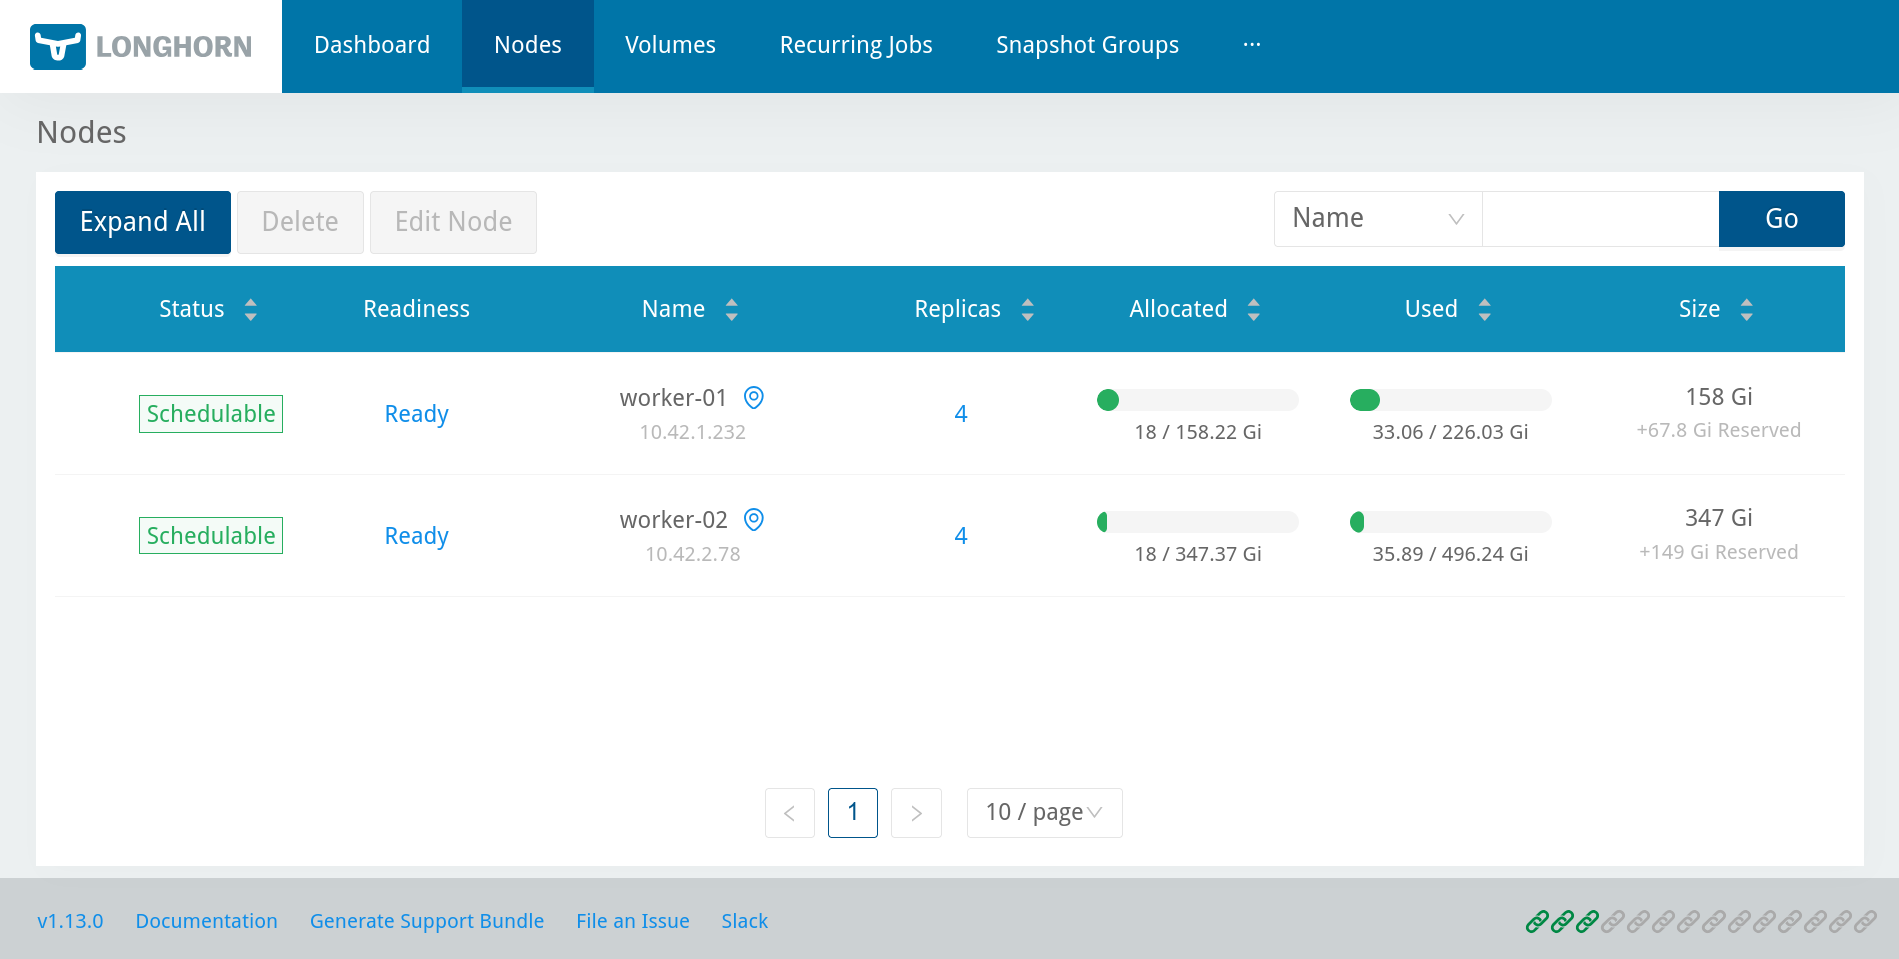 LONGHORN
Dashboard Nodes Volumes Recurring Jobs Snapshot Groups ...
Nodes
Expand All Delete Edit Node Name Go
Status Readiness Name Replicas Allocated Used Size
Schedulable Ready worker-01 4 158 Gi
10.42.1.232 18 / 158.22 Gi 33.06 / 226.03 Gi +67.8 Gi Reserved
Schedulable Ready worker-02 4 347 Gi
10.42.2.78 18 / 347.37 Gi 35.89 / 496.24 Gi +149 Gi Reserved
< 1 > 10 / page
v1.13.0 Documentation Generate Support Bundle File an Issue Slack